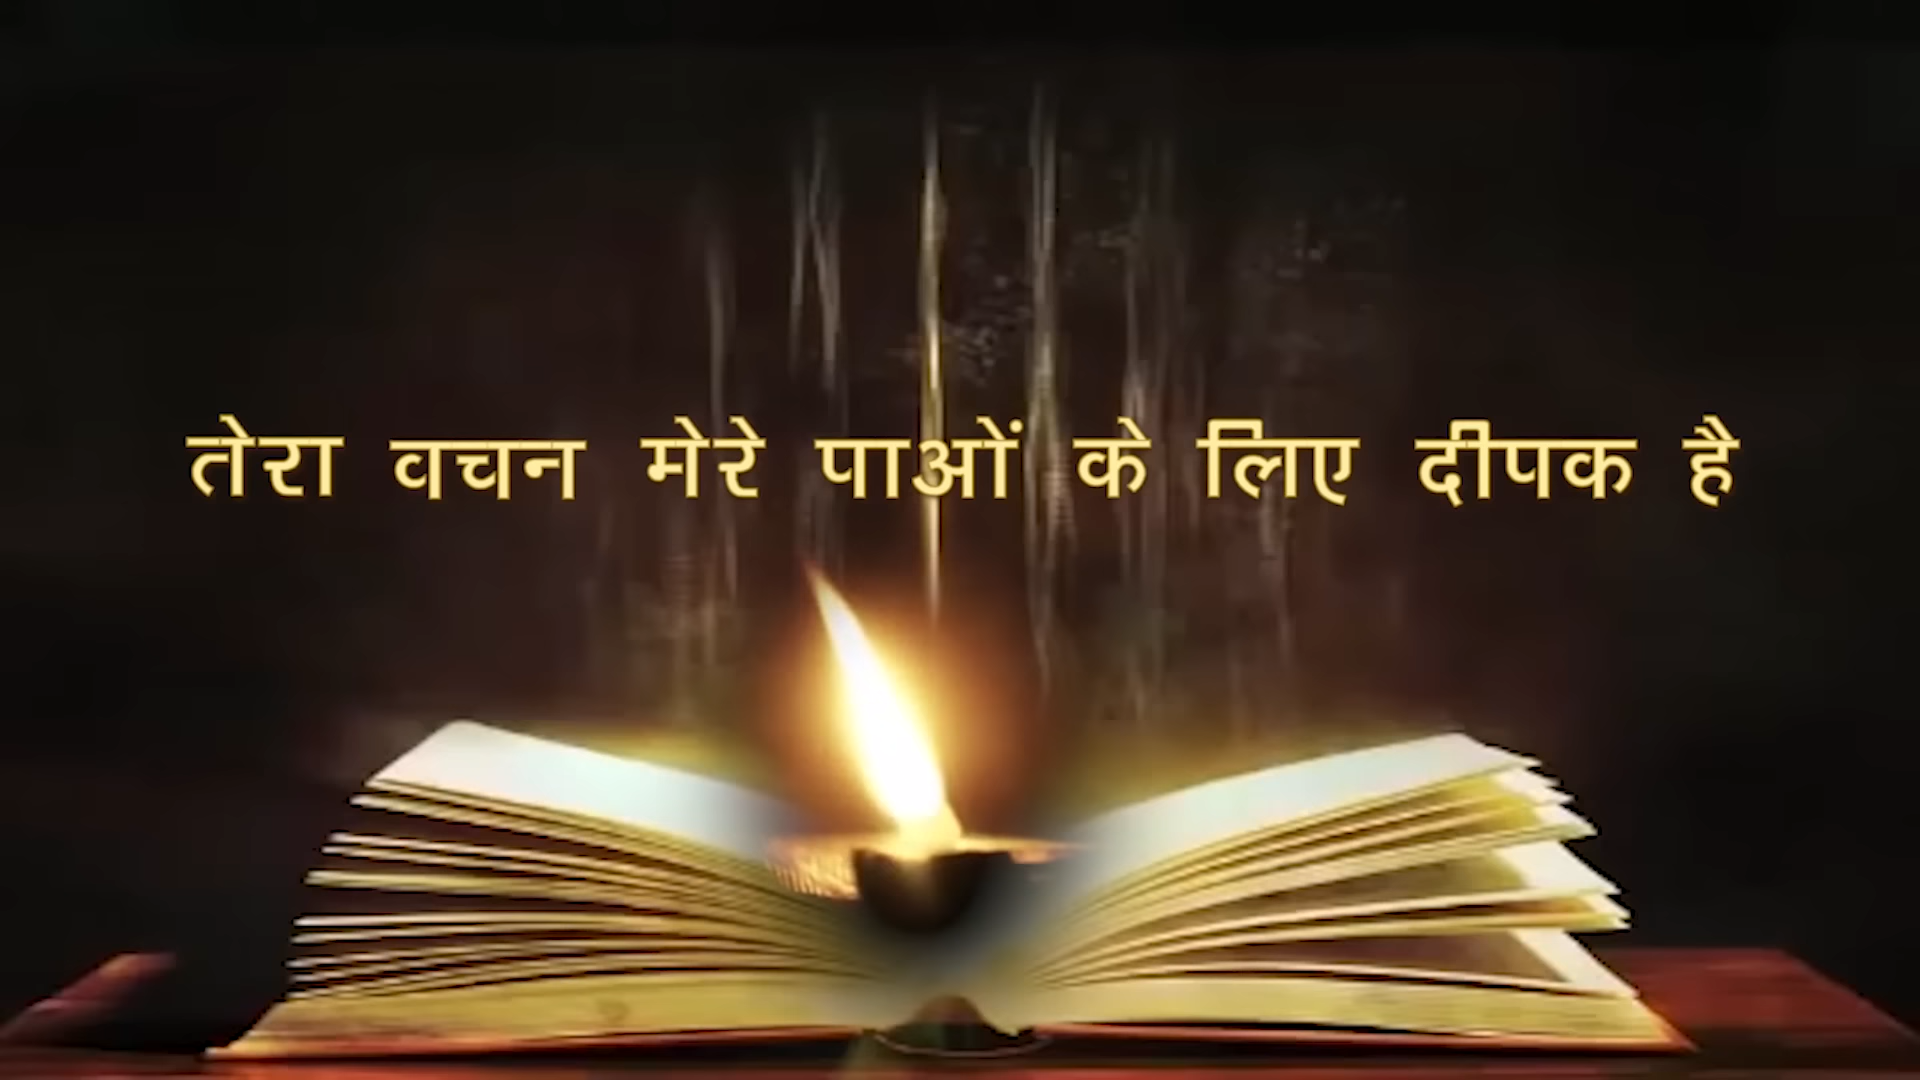 तेरा वचन मेरे पाओं के लिए दीपक है